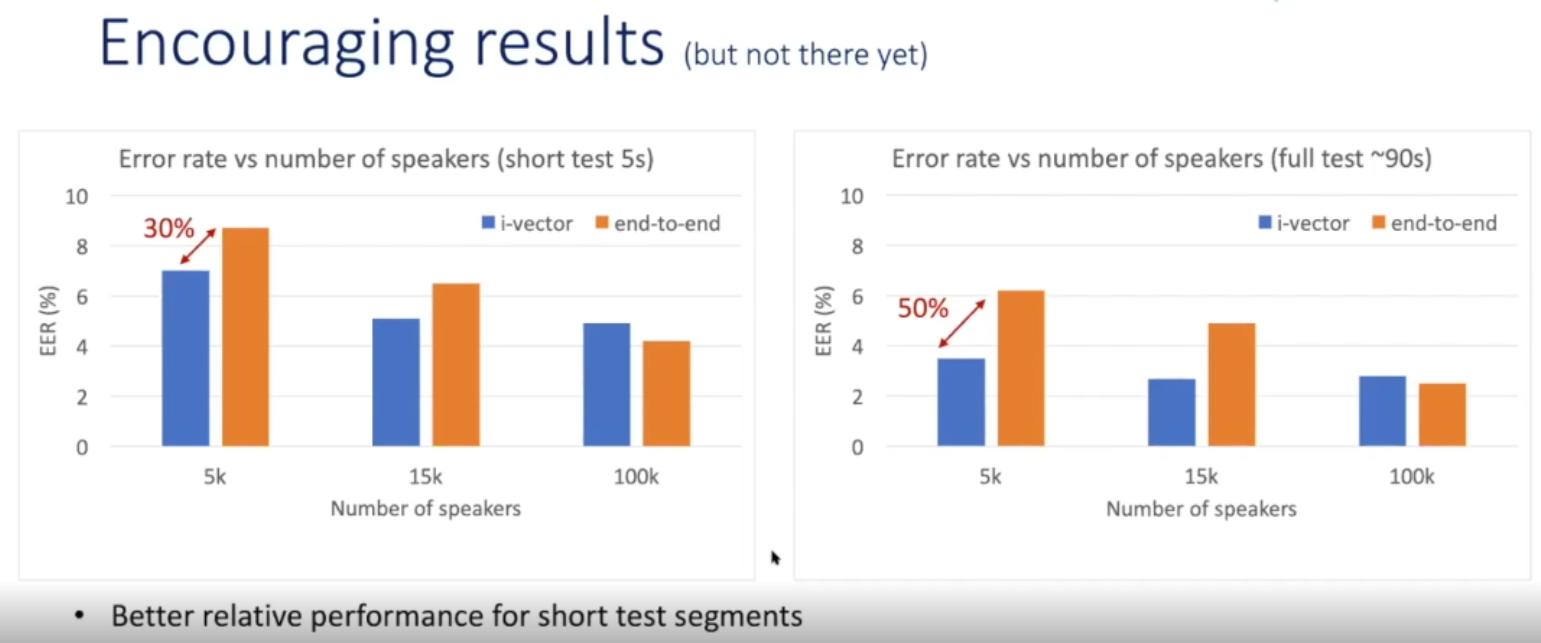 Encouraging results (but not there yet)
Error rate vs number of speakers (short test 5s)
10
30%
i-vector
end-to-end
8
6
4
2
0
EER (%)
5k
15k
100k
Number of speakers
Error rate vs number of speakers (full test ~90s)
10
i-vector
end-to-end
8
6
50%
4
2
0
EER (%)
5k
15k
100k
Number of speakers
• Better relative performance for short test segments